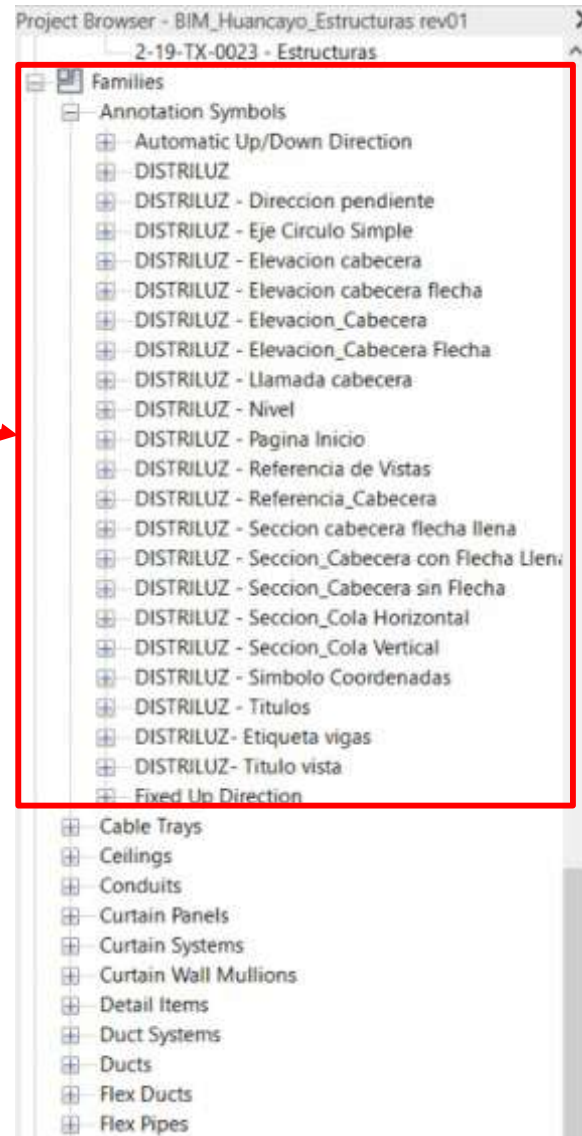 Project Browser - BIM_Huancayo_Estructuras rev01
2-19-TX-0023 - Estructuras
Families
Annotation Symbols
Automatic Up/Down Direction
DISTRILUZ
DISTRILUZ - Direccion pendiente
DISTRILUZ - Eje Circulo Simple
DISTRILUZ - Elevacion cabecera
DISTRILUZ - Elevacion cabecera flecha
DISTRILUZ - Elevacion_Cabecera
DISTRILUZ - Elevacion_Cabecera Flecha
DISTRILUZ - Llamada cabecera
DISTRILUZ - Nivel
DISTRILUZ - Pagina Inicio
DISTRILUZ - Referencia de Vistas
DISTRILUZ - Referencia_Cabecera
DISTRILUZ - Seccion cabecera flecha llena
DISTRILUZ - Seccion_Cabecera con Flecha Llena
DISTRILUZ - Seccion_Cabecera sin Flecha
DISTRILUZ - Seccion_Cola Horizontal
DISTRILUZ - Seccion_Cola Vertical
DISTRILUZ - Simbolo Coordenadas
DISTRILUZ - Titulos
DISTRILUZ- Etiqueta vigas
DISTRILUZ- Titulo vista
Fixed Up Direction
Cable Trays
Ceilings
Conduits
Curtain Panels
Curtain Systems
Curtain Wall Mullions
Detail Items
Duct Systems
Ducts
Flex Ducts
Flex Pipes